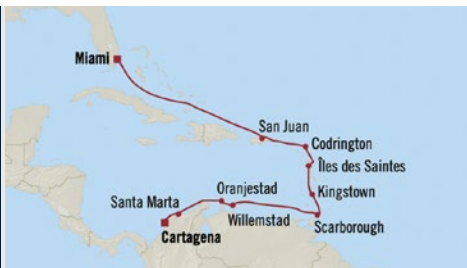 Miami
San Juan
Codrington
Îles des Saintes
Kingstown
Oranjestad
Santa Marta
Willemstad
Scarborough
Cartagena